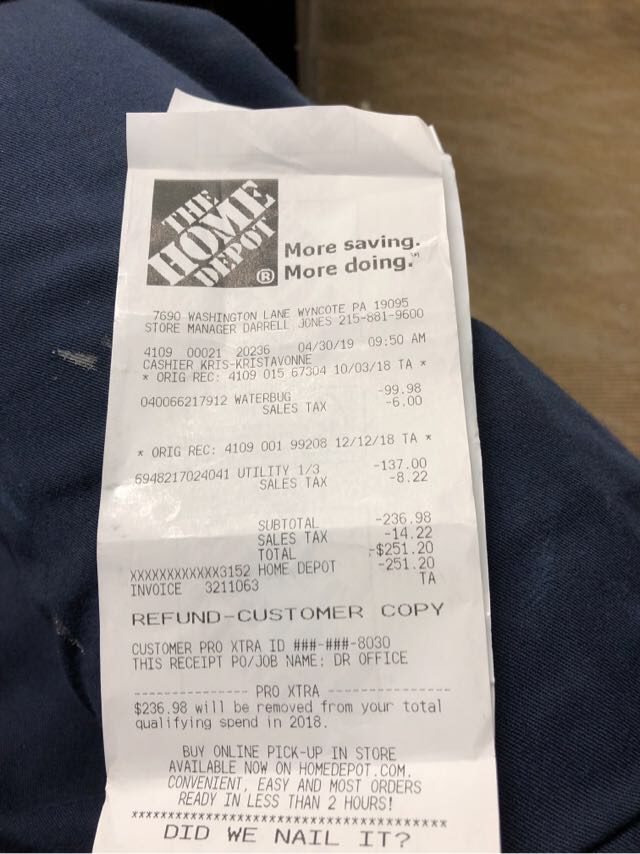 THE
HOME
DEPOT
®
More saving.
More doing.
7690 WASHINGTON LANE WYNCOTE PA 19095
STORE MANAGER DARRELL JONES 215-881-9600
4109 00021 20236 04/30/19 09:50 AM
CASHIER KRIS-KRISTAVONNE
* ORIG REC: 4109 015 67304 10/03/18 TA *
040066217912 WATERBUG -99.98
SALES TAX -6.00
* ORIG REC: 4109 001 99208 12/12/18 TA *
6948217024041 UTILITY 1/3 -137.00
SALES TAX -8.22
SUBTOTAL -236.98
SALES TAX -14.22
TOTAL -$251.20
XXXXXXXXXXXX3152 HOME DEPOT -251.20
INVOICE 3211063 TA
REFUND-CUSTOMER COPY
CUSTOMER PRO XTRA ID ###-###-8030
THIS RECEIPT PO/JOB NAME: DR OFFICE
--------------- PRO XTRA ----------------
$236.98 will be removed from your total
qualifying spend in 2018.
BUY ONLINE PICK-UP IN STORE
AVAILABLE NOW ON HOMEDEPOT.COM.
CONVENIENT, EASY AND MOST ORDERS
READY IN LESS THAN 2 HOURS!
******************************************
DID WE NAIL IT?